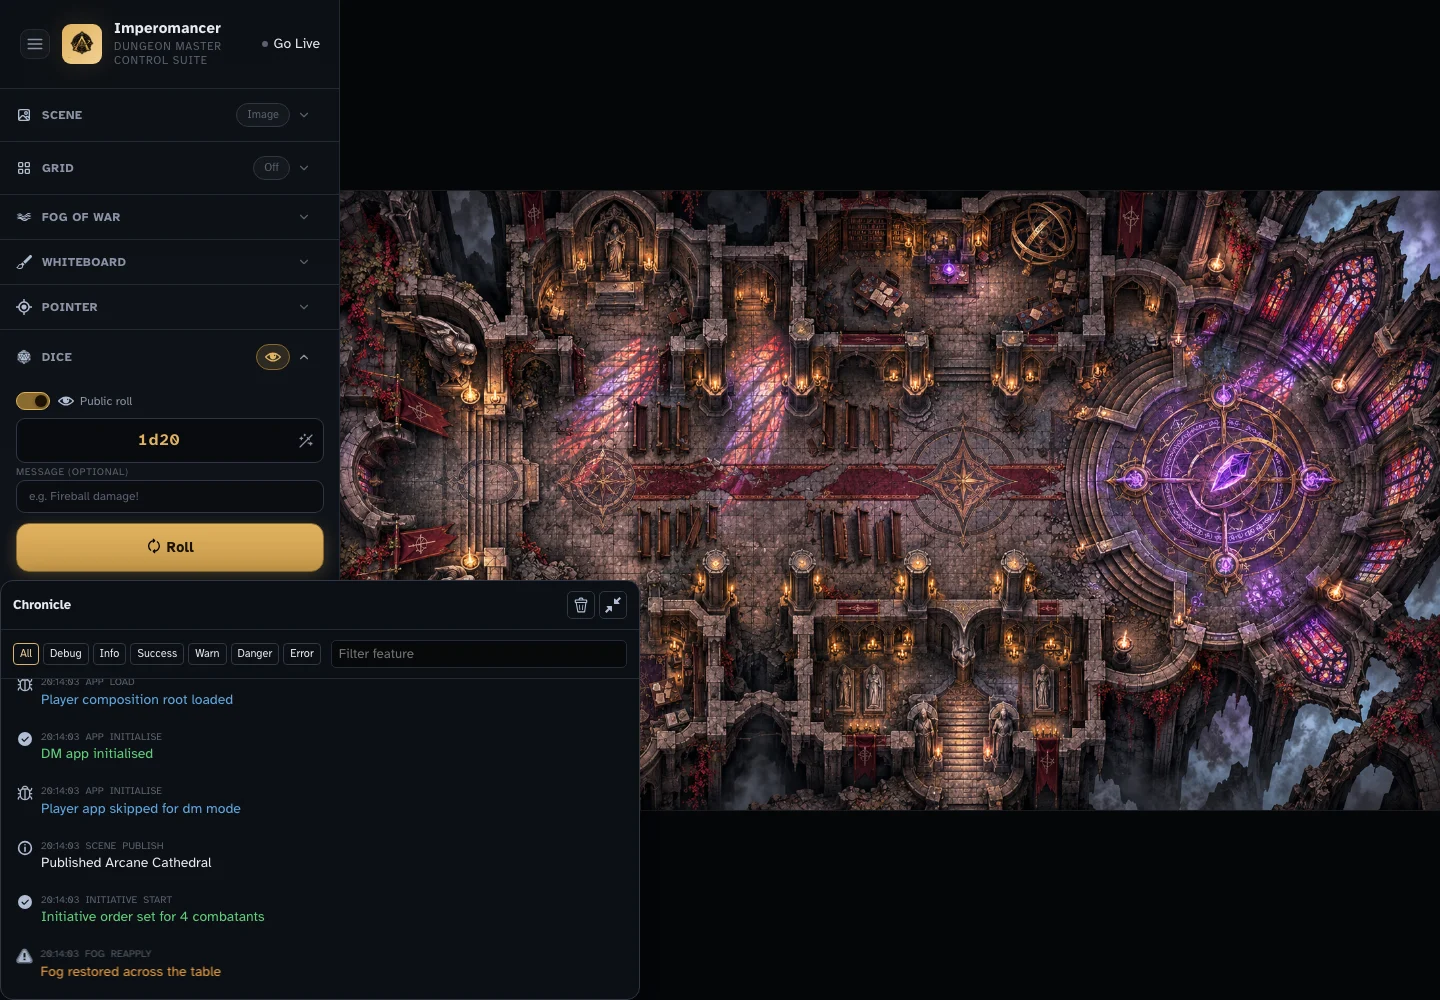 Imperomancer
DUNGEON MASTER
CONTROL SUITE
Go Live
SCENE
Image
GRID
Off
FOG OF WAR
WHITEBOARD
POINTER
DICE
Public roll
1d20
MESSAGE (OPTIONAL)
e.g. Fireball damage!
Roll
Chronicle
All
Debug
Info
Success
Warn
Danger
Error
Filter feature
20:14:03 APP LOAD
Player composition root loaded
20:14:03 APP INITIALISE
DM app initialised
20:14:03 APP INITIALISE
Player app skipped for dm mode
20:14:03 SCENE PUBLISH
Published Arcane Cathedral
20:14:03 INITIATIVE START
Initiative order set for 4 combatants
20:14:03 FOG REAPPLY
Fog restored across the table